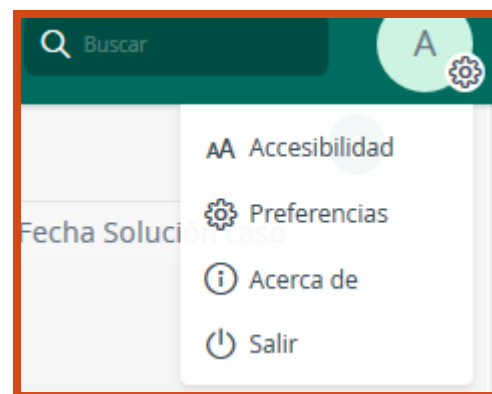 Buscar
A
AA Accesibilidad
Preferencias
Fecha Solución caso
Acerca de
Salir